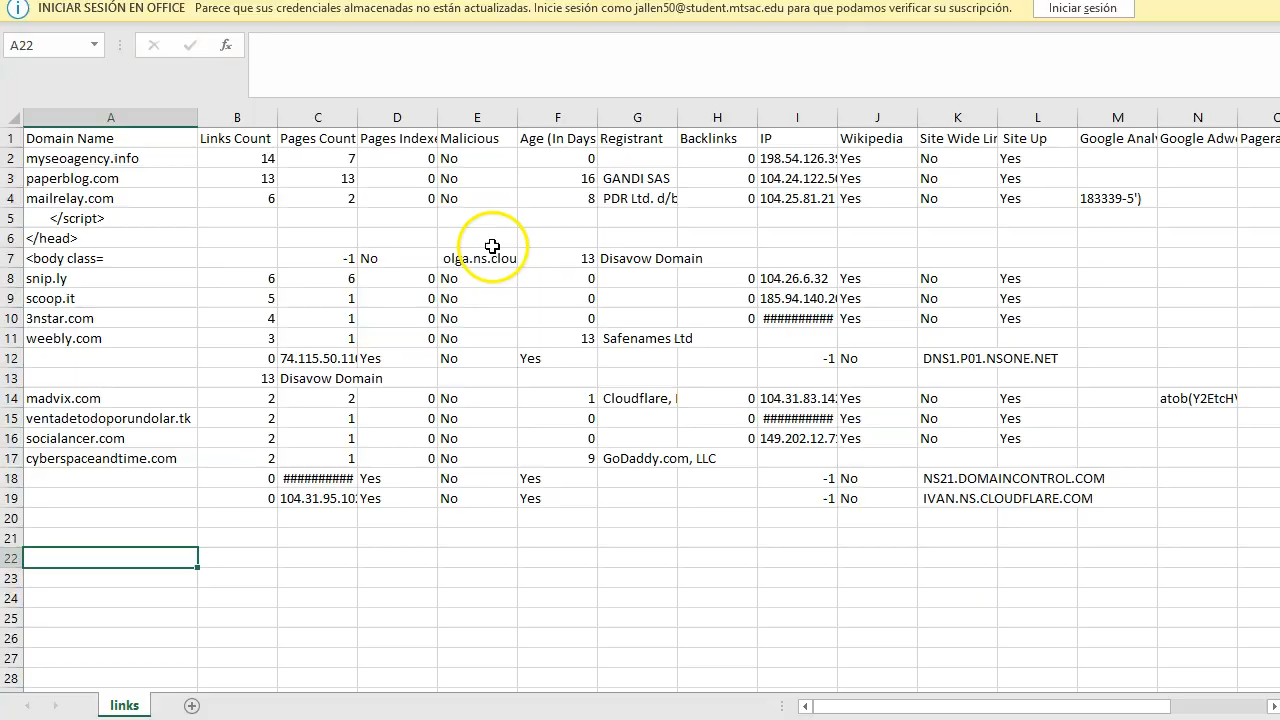 INICIAR SESIÓN EN OFFICE Parece que sus credenciales almacenadas no están actualizadas. Inicie sesión como jallen50@student.mtsac.edu para que podamos verificar su suscripción. Iniciar sesión
A22 fx
A B C D E F G H I J K L M N
1 Domain Name Links Count Pages Count Pages Indexe Malicious Age (In Days Registrant Backlinks IP Wikipedia Site Wide Lin Site Up Google Analy Google Adwo Pagera
2 myseoagency.info 14 7 0 No 0 0 198.54.126.3 Yes No Yes
3 paperblog.com 13 13 0 No 16 GANDI SAS 0 104.24.122.5 Yes No Yes
4 mailrelay.com 6 2 0 No 8 PDR Ltd. d/b 0 104.25.81.21 Yes No Yes 183339-5')
5 </script>
6 </head>
7 <body class= -1 No olga.ns.clou 13 Disavow Domain
8 snip.ly 6 6 0 No 0 0 104.26.6.32 Yes No Yes
9 scoop.it 5 1 0 No 0 0 185.94.140.2 Yes No Yes
10 3nstar.com 4 1 0 No 0 0 ########## Yes No Yes
11 weebly.com 3 1 0 No 13 Safenames Ltd
12 0 74.115.50.11 Yes No Yes -1 No DNS1.P01.NSONE.NET
13 13 Disavow Domain
14 madvix.com 2 2 0 No 1 Cloudflare, 0 104.31.83.14 Yes No Yes atob(Y2EtcH
15 ventadetodoporundolar.tk 2 1 0 No 0 0 ########## Yes No Yes
16 socialancer.com 2 1 0 No 0 0 149.202.12.7 Yes No Yes
17 cyberspaceandtime.com 2 1 0 No 9 GoDaddy.com, LLC
18 0 ########## Yes No Yes -1 No NS21.DOMAINCONTROL.COM
19 0 104.31.95.10 Yes No Yes -1 No IVAN.NS.CLOUDFLARE.COM
20
21
22
23
24
25
26
27
28
links